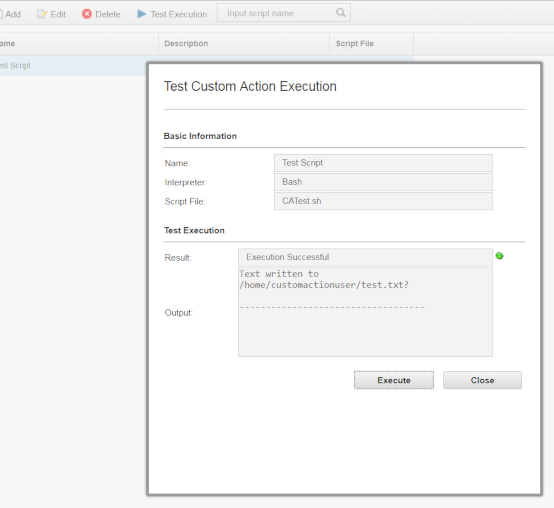 Add Edit Delete Test Execution Input script name
ame Description Script File
est Script
Test Custom Action Execution
Basic Information
Name: Test Script
Interpreter: Bash
Script File: CATest.sh
Test Execution
Result: Execution Successful
Text written to
/home/customactionuser/test.txt?
--------------------------------
Output:
Execute Close